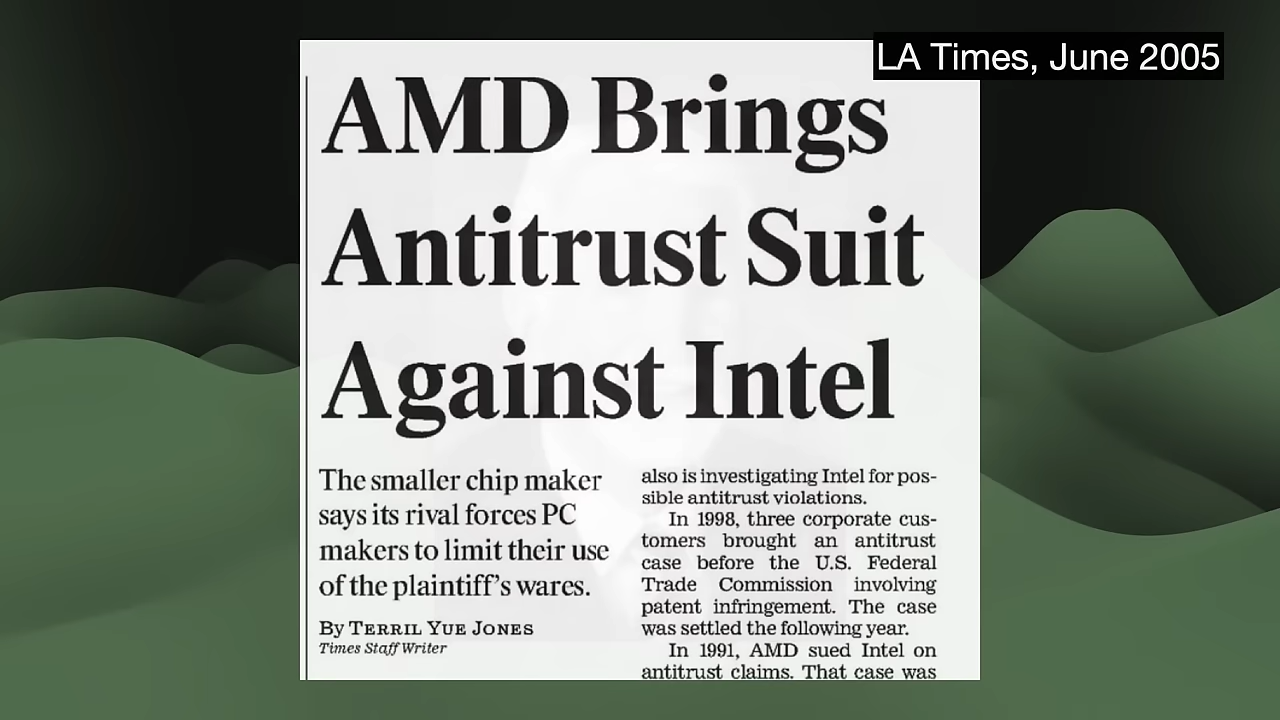 LA Times, June 2005
AMD Brings
Antitrust Suit
Against Intel
The smaller chip maker
says its rival forces PC
makers to limit their use
of the plaintiff's wares.
By TERRIL YUE JONES
Times Staff Writer
also is investigating Intel for pos-
sible antitrust violations.
In 1998, three corporate cus-
tomers brought an antitrust
case before the U.S. Federal
Trade Commission involving
patent infringement. The case
was settled the following year.
In 1991, AMD sued Intel on
antitrust claims. That case was